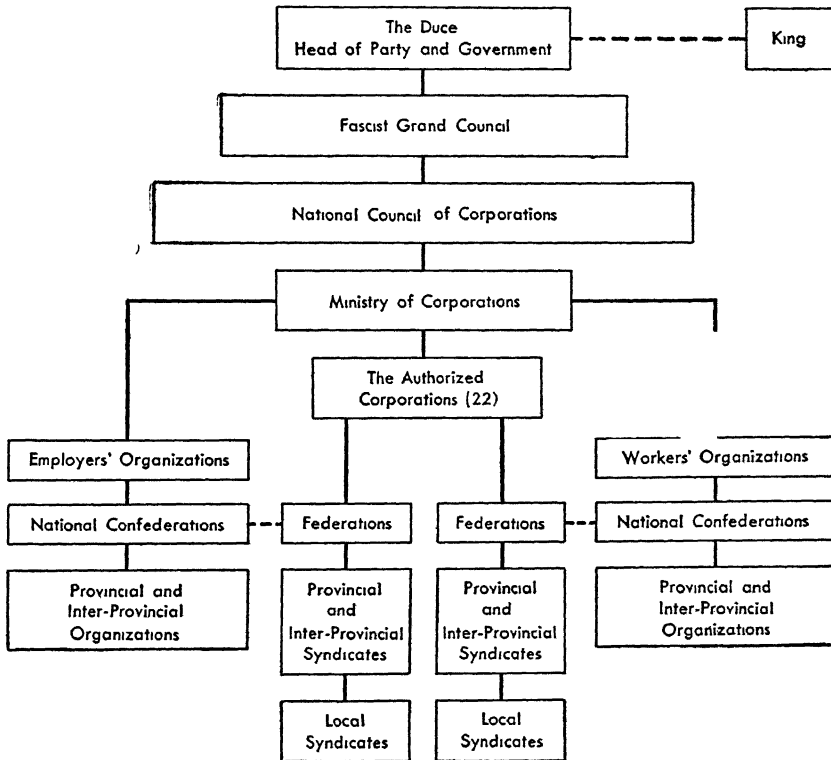 The Duce
Head of Party and Government
King
Fascist Grand Council
National Council of Corporations
Ministry of Corporations
The Authorized
Corporations (22)
Employers' Organizations
Workers' Organizations
National Confederations
Federations
Federations
National Confederations
Provincial and
Inter-Provincial
Organizations
Provincial
and
Inter-Provincial
Syndicates
Provincial
and
Inter-Provincial
Syndicates
Provincial and
Inter-Provincial
Organizations
Local
Syndicates
Local
Syndicates